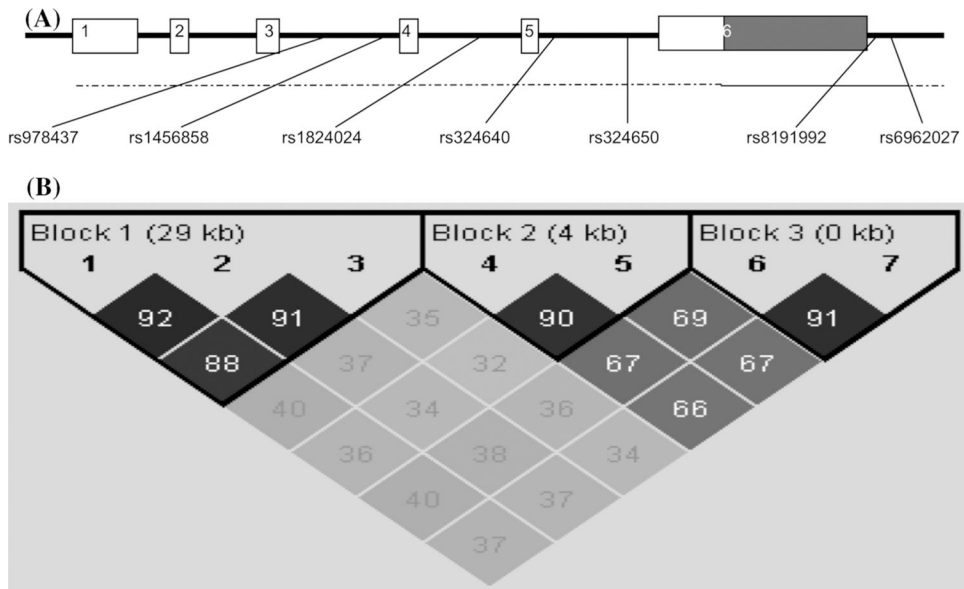 (A)
1 2 3 4 5 6
rs978437 rs1456858 rs1824024 rs324640 rs324650 rs8191992 rs6962027
(B)
Block 1 (29 kb) Block 2 (4 kb) Block 3 (0 kb)
1 2 3 4 5 6 7
92 91 35 90 69 91
88 37 32 67 67
40 34 36 66
36 38 34
40 37
37